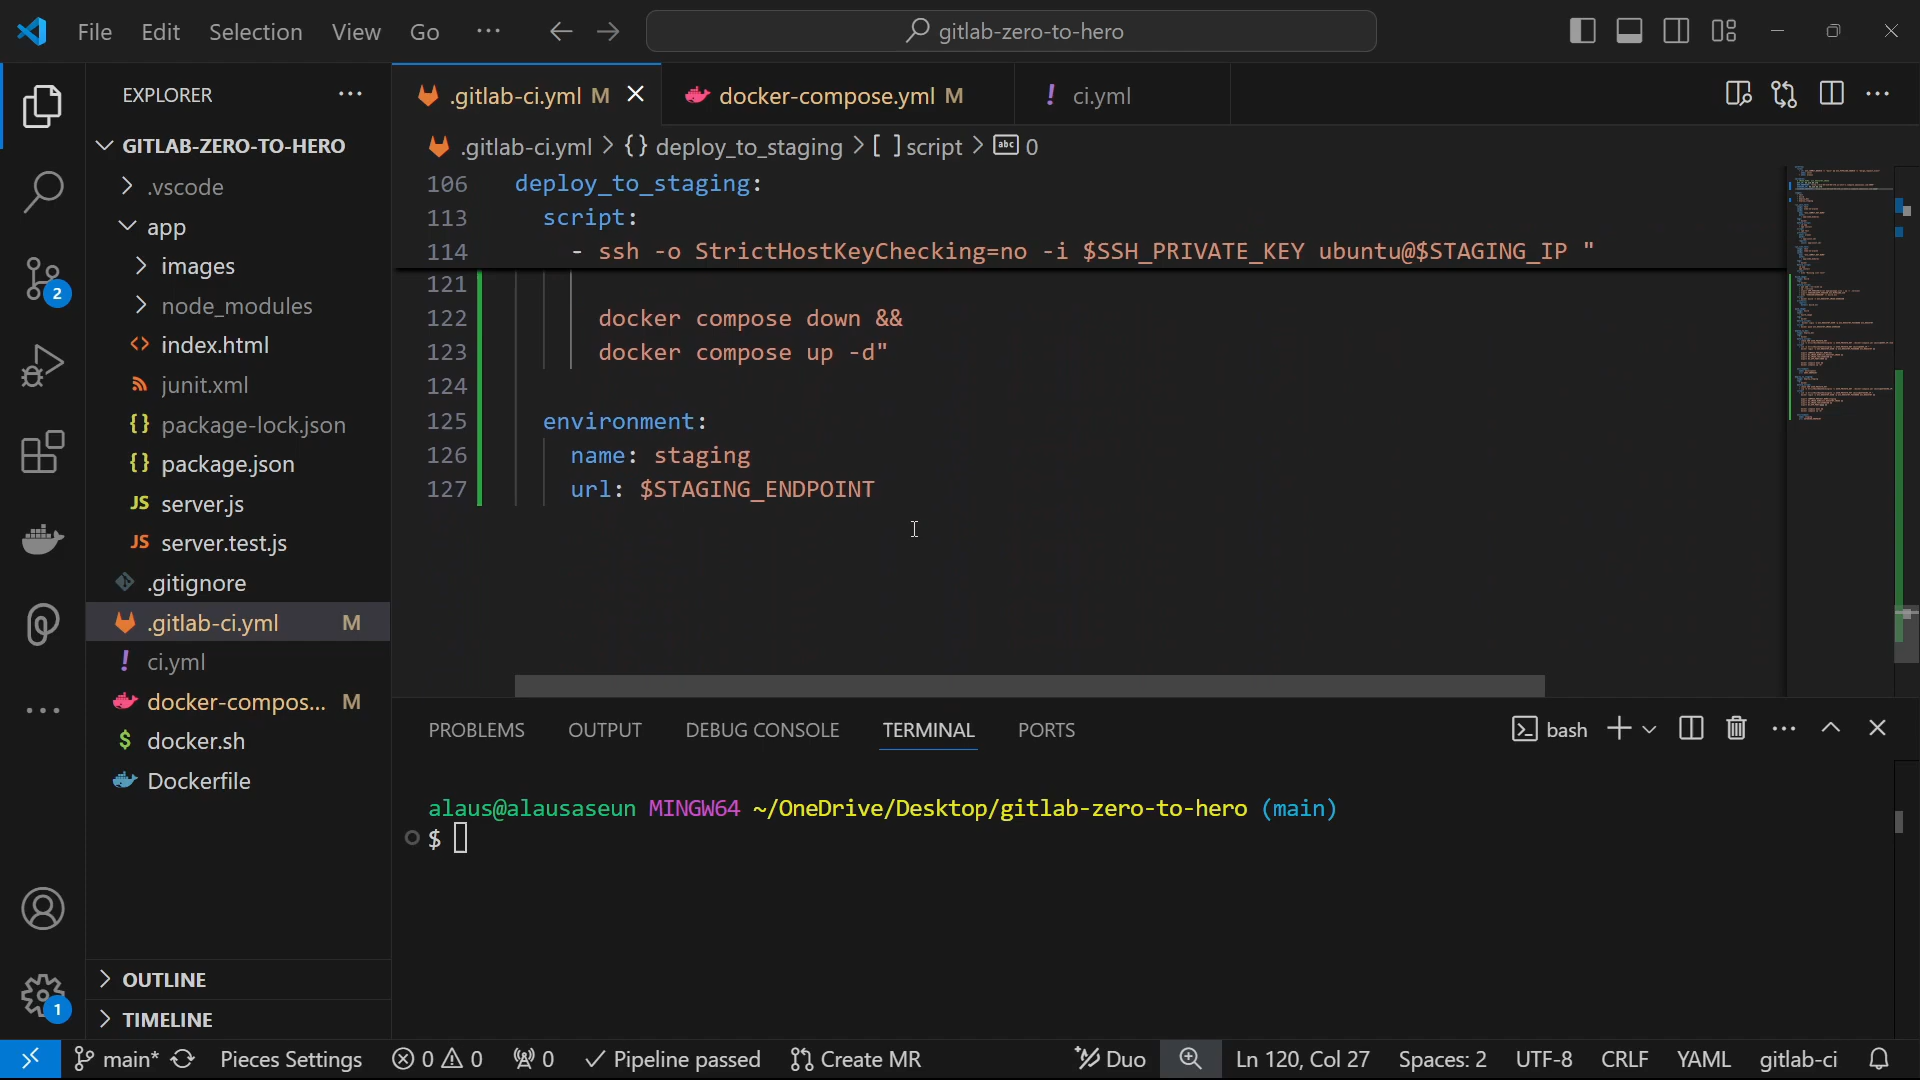 File Edit Selection View Go ··· gitlab-zero-to-hero
EXPLORER ···
GITLAB-ZERO-TO-HERO
.vscode
app
images
node_modules
<> index.html
junit.xml
{} package-lock.json
{} package.json
JS server.js
JS server.test.js
.gitignore
.gitlab-ci.yml M
! ci.yml
docker-compos... M
$ docker.sh
Dockerfile
OUTLINE
TIMELINE
2
1
.gitlab-ci.yml M
docker-compose.yml M
! ci.yml
.gitlab-ci.yml > {} deploy_to_staging > [ ] script > abc 0
106 deploy_to_staging:
113 script:
114 - ssh -o StrictHostKeyChecking=no -i $SSH_PRIVATE_KEY ubuntu@$STAGING_IP "
121
122 docker compose down &&
123 docker compose up -d"
124
125 environment:
126 name: staging
127 url: $STAGING_ENDPOINT
PROBLEMS OUTPUT DEBUG CONSOLE TERMINAL PORTS bash
alaus@alausaseun MINGW64 ~/OneDrive/Desktop/gitlab-zero-to-hero (main)
$
main* Pieces Settings 0 0 0 Pipeline passed Create MR Duo Ln 120, Col 27 Spaces: 2 UTF-8 CRLF YAML gitlab-ci